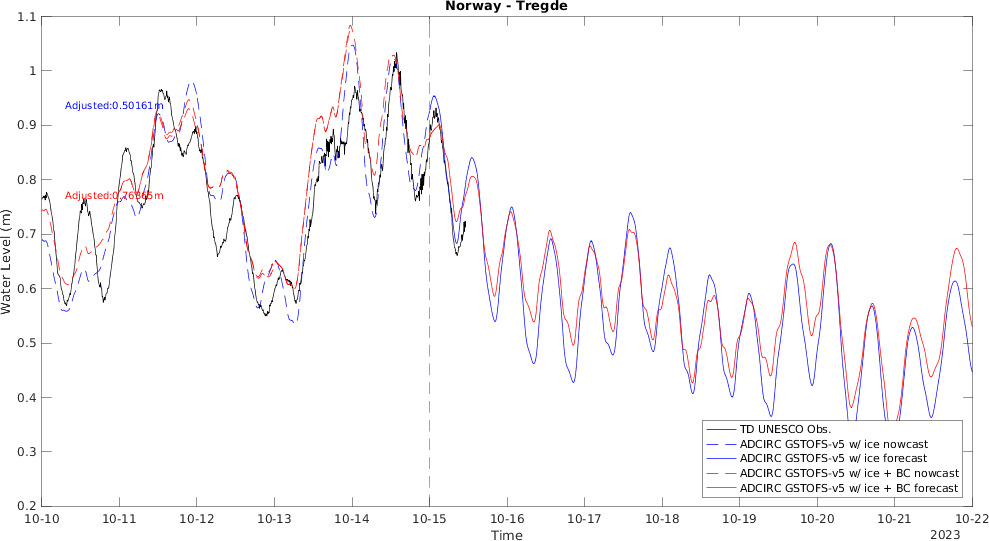 Norway - Tregde
1.1
1
0.9
0.8
0.7
0.6
0.5
0.4
0.3
0.2
Water Level (m)
Adjusted:0.50161m
Adjusted:0.76865m
TD UNESCO Obs.
ADCIRC GSTOFS-v5 w/ ice nowcast
ADCIRC GSTOFS-v5 w/ ice forecast
ADCIRC GSTOFS-v5 w/ ice + BC nowcast
ADCIRC GSTOFS-v5 w/ ice + BC forecast
10-10 10-11 10-12 10-13 10-14 10-15 10-16 10-17 10-18 10-19 10-20 10-21 10-22
Time
2023